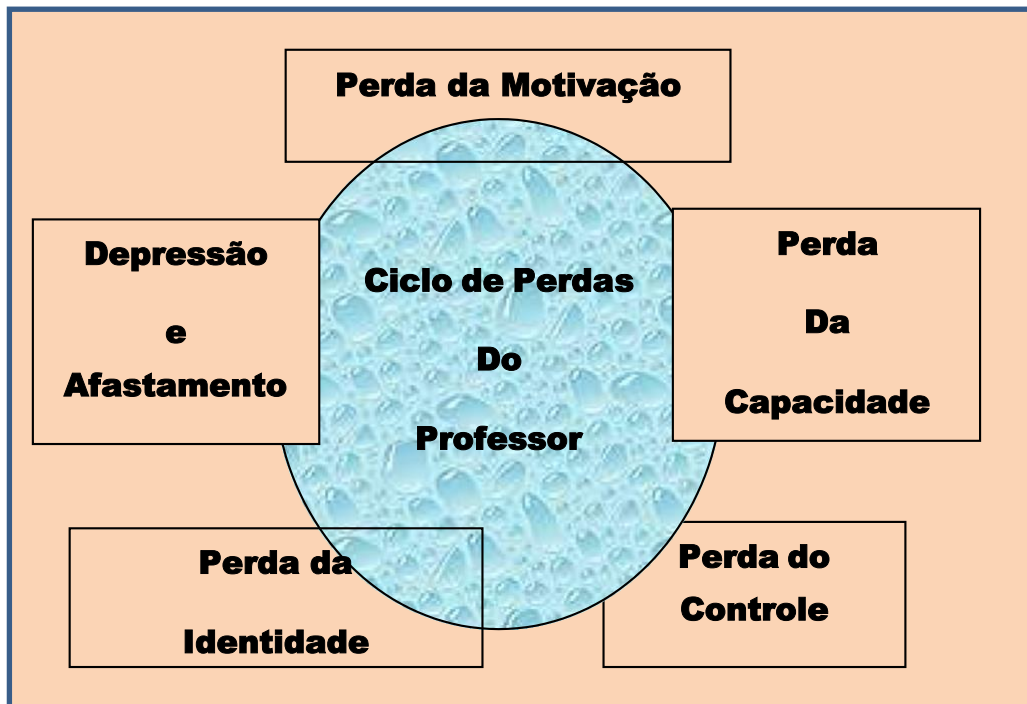 Perda da Motivação
Depressão
e
Afastamento
Ciclo de Perdas
Do
Professor
Perda
Da
Capacidade
Perda da
Identidade
Perda do
Controle